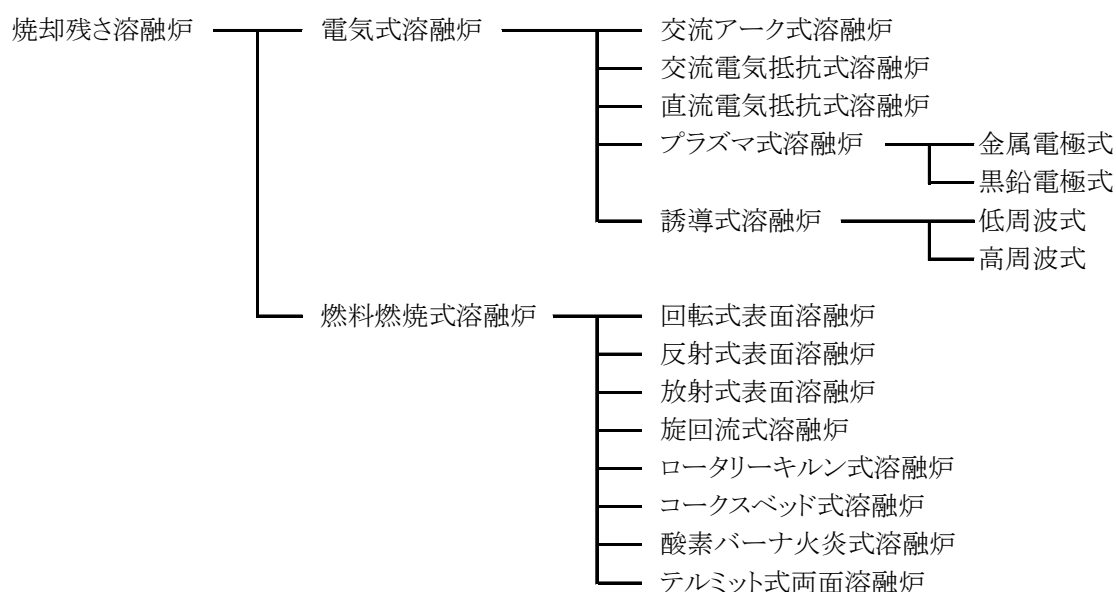 焼却残さ溶融炉 電気式溶融炉 交流アーク式溶融炉
交流電気抵抗式溶融炉
直流電気抵抗式溶融炉
プラズマ式溶融炉 金属電極式
黒鉛電極式
誘導式溶融炉 低周波式
高周波式
燃料燃焼式溶融炉 回転式表面溶融炉
反射式表面溶融炉
放射式表面溶融炉
旋回流式溶融炉
ロータリーキルン式溶融炉
コークスベッド式溶融炉
酸素バーナ火炎式溶融炉
テルミット式両面溶融炉